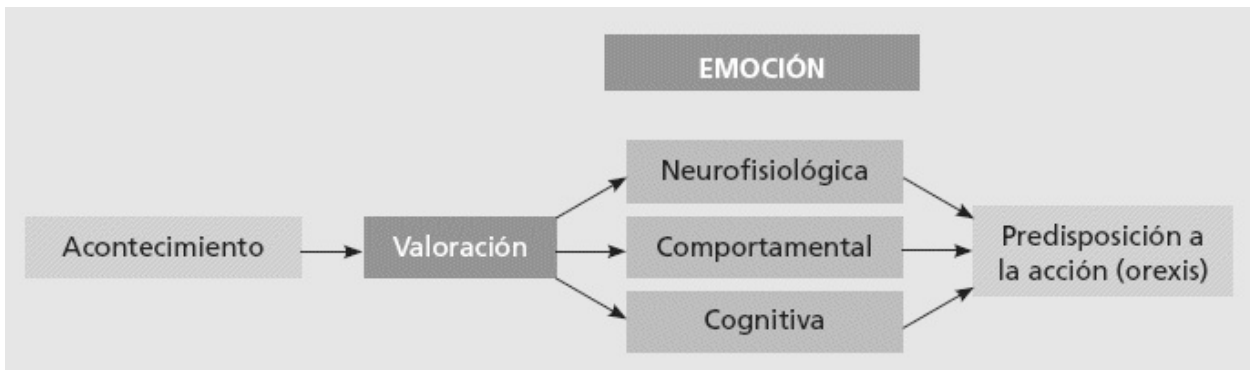 EMOCIÓN
Neurofisiológica
Acontecimiento
Valoración
Comportamental
Predisposición a
la acción (orexis)
Cognitiva